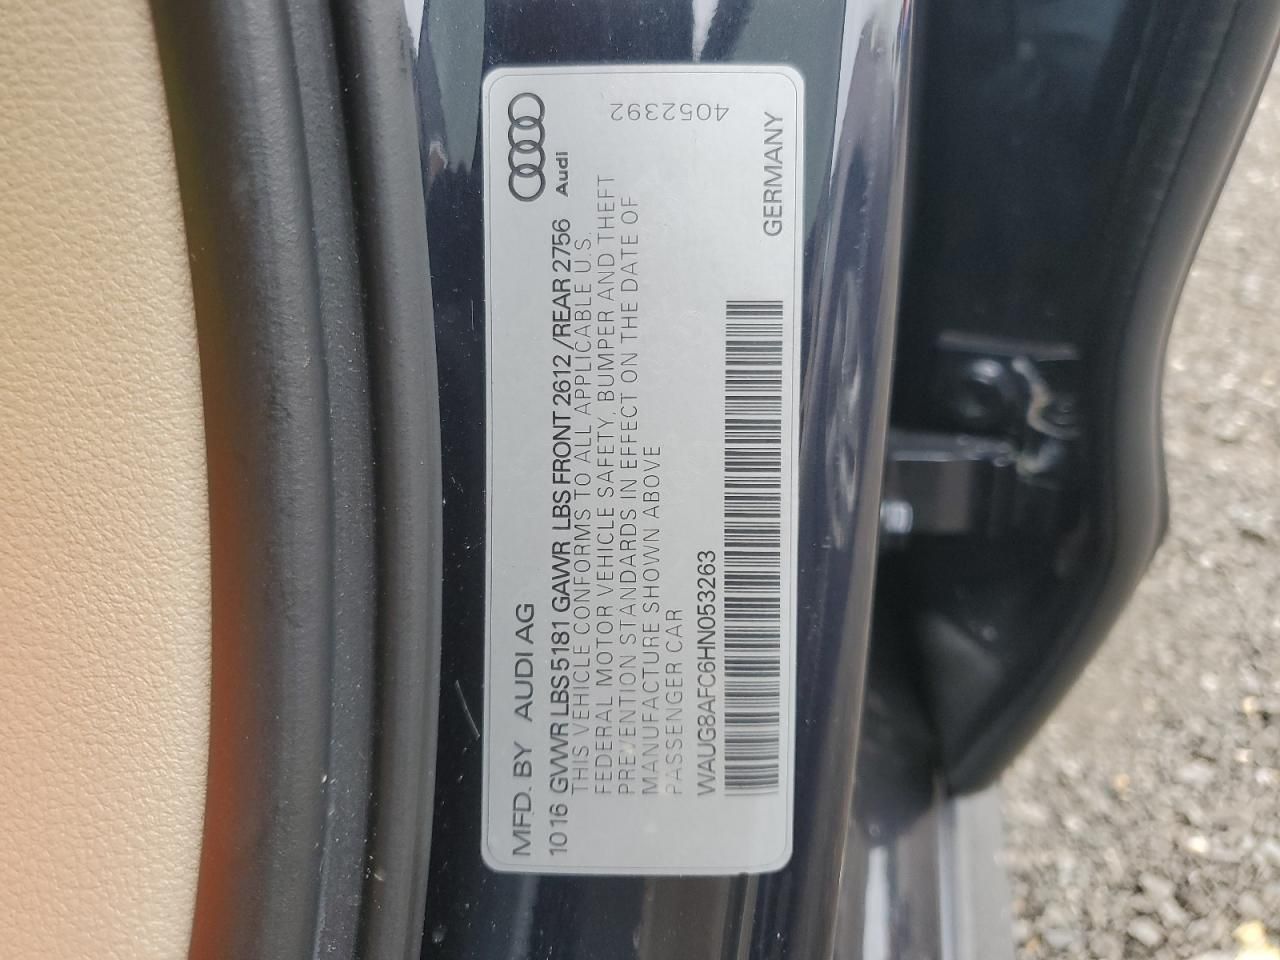 MFD. BY AUDI AG
Audi
10 16 GVWR LBS 5181 GAWR LBS FRONT 2612 /REAR 2756
THIS VEHICLE CONFORMS TO ALL APPLICABLE U.S.
FEDERAL MOTOR VEHICLE SAFETY, BUMPER AND THEFT
PREVENTION STANDARDS IN EFFECT ON THE DATE OF
MANUFACTURE SHOWN ABOVE
PASSENGER CAR
4052392
WAUG8AFC6HN053263
GERMANY